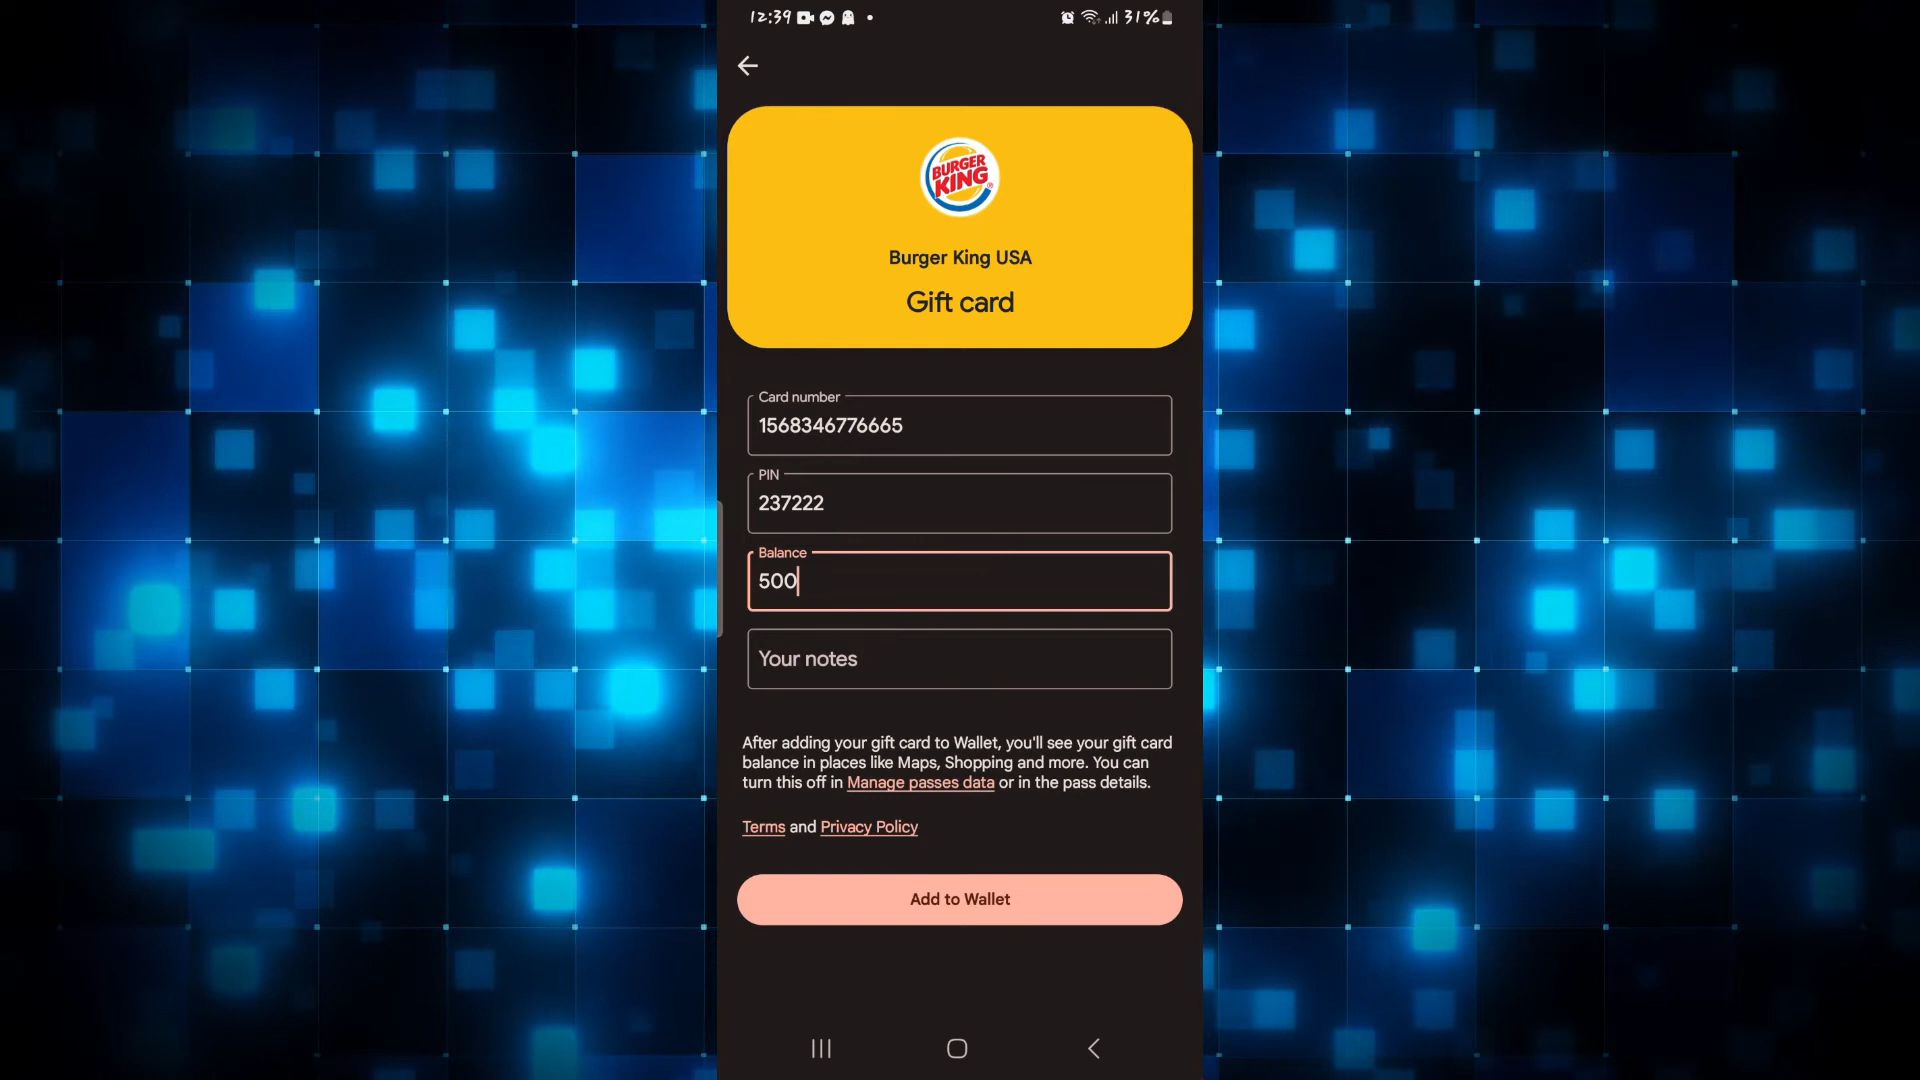 12:39
31%
BURGER
KING
Burger King USA
Gift card
Card number
1568346776665
PIN
237222
Balance
500
Your notes
After adding your gift card to Wallet, you'll see your gift card
balance in places like Maps, Shopping and more. You can
turn this off in Manage passes data or in the pass details.
Terms and Privacy Policy
Add to Wallet